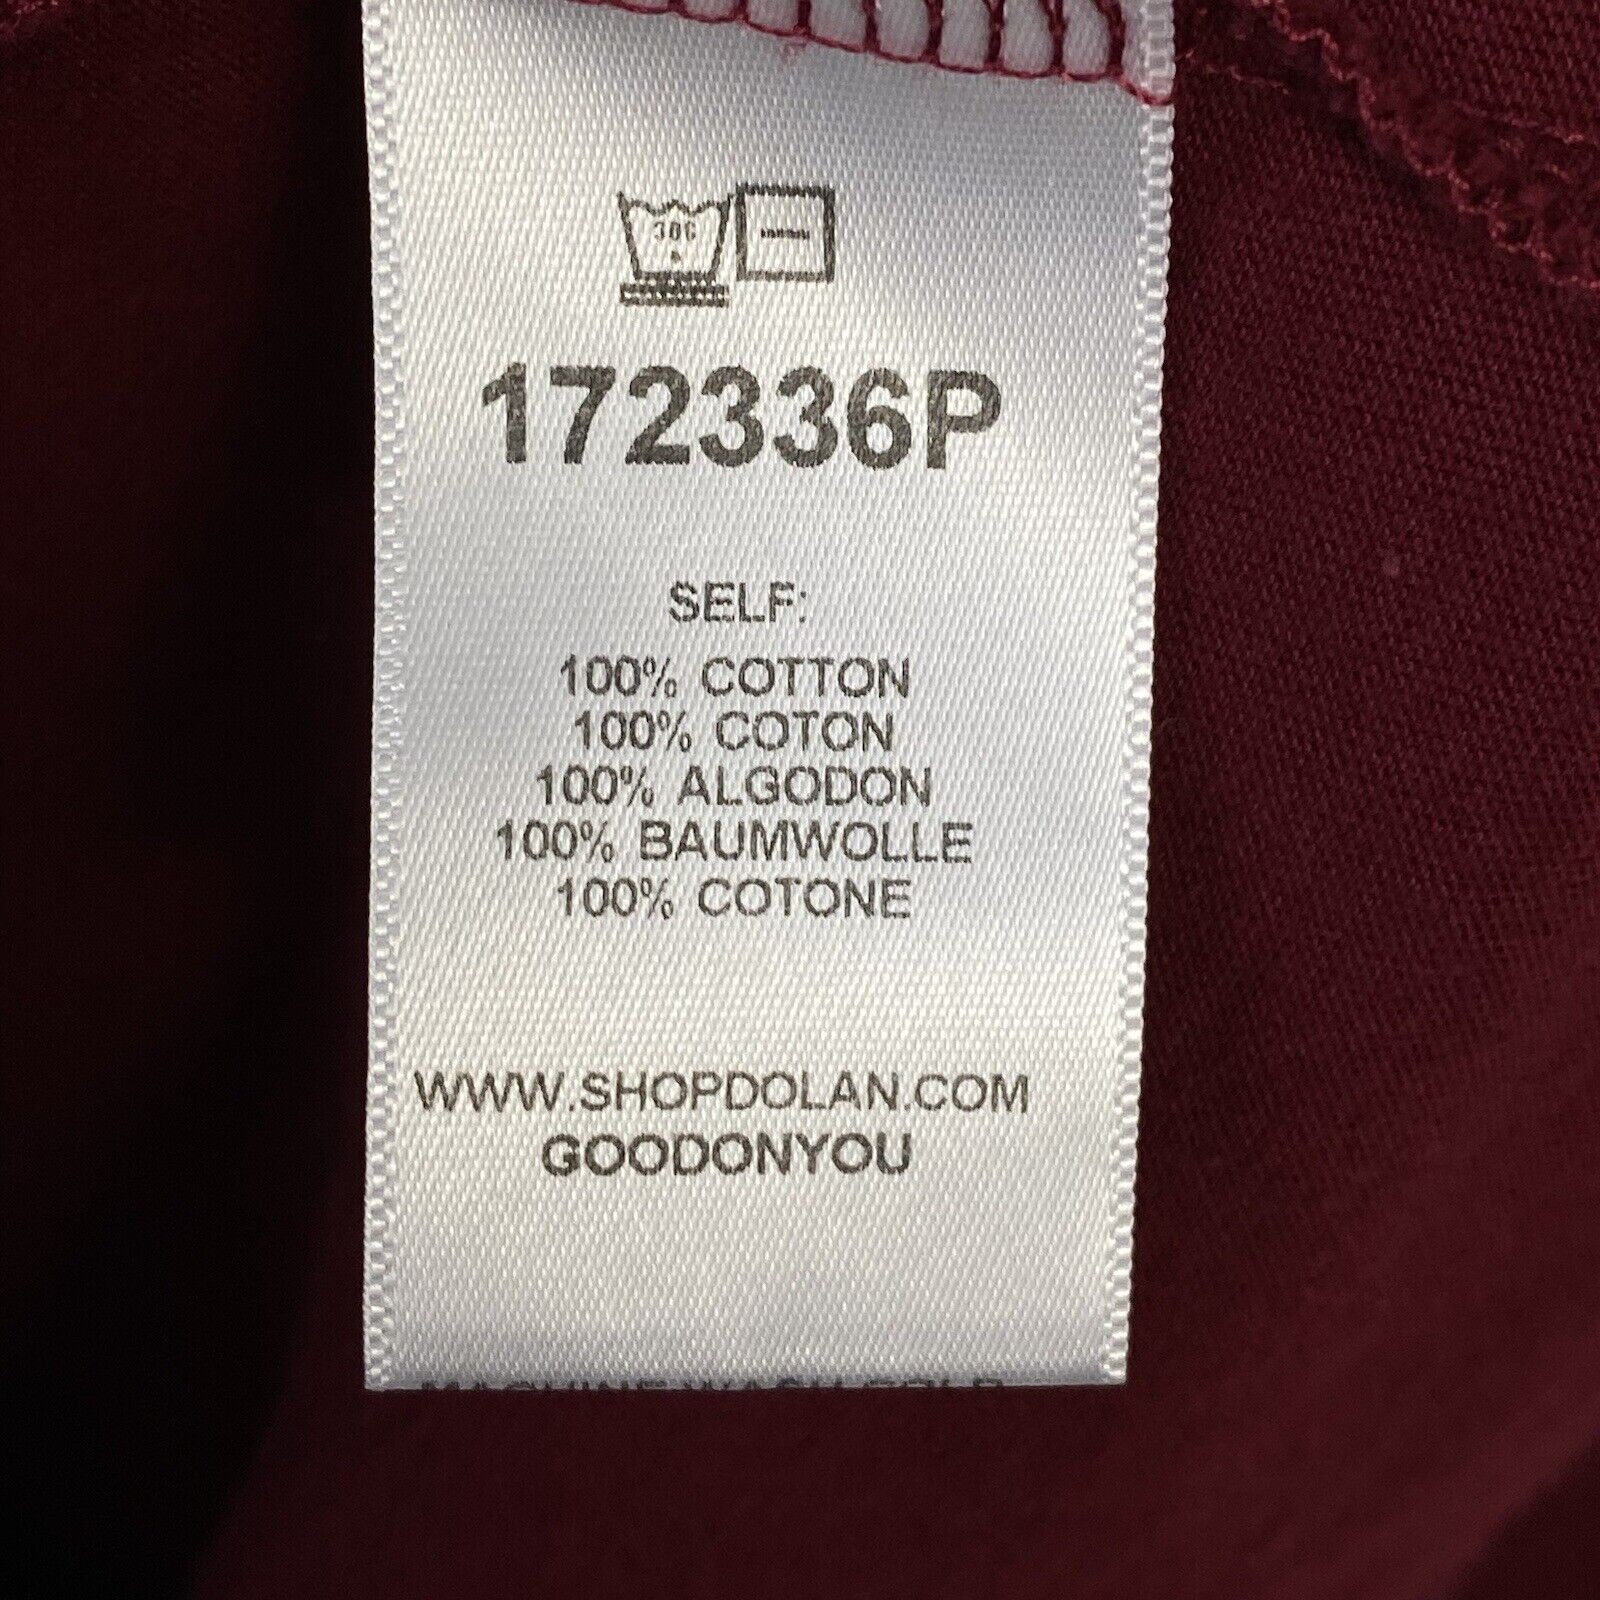 172336P
SELF:
100% COTTON
100% COTON
100% ALGODON
100% BAUMWOLLE
100% COTONE
WWW.SHOPDOLAN.COM
GOODONYOU